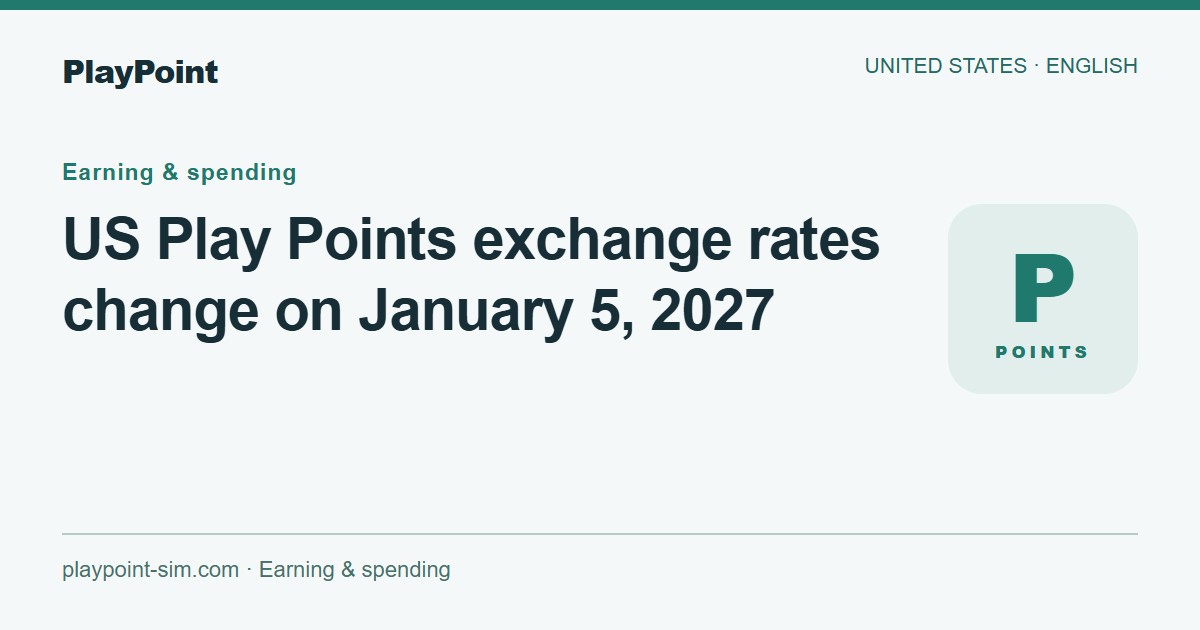 PlayPoint
UNITED STATES · ENGLISH
Earning & spending
US Play Points exchange rates
change on January 5, 2027
P
POINTS
playpoint-sim.com · Earning & spending